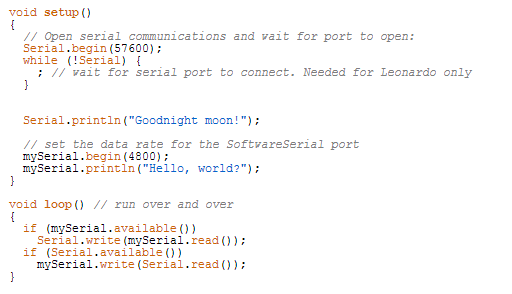 void setup()
{
  // Open serial communications and wait for port to open:
  Serial.begin(57600);
  while (!Serial) {
    ; // wait for serial port to connect. Needed for Leonardo only
  }
  Serial.println("Goodnight moon!");
  // set the data rate for the SoftwareSerial port
  mySerial.begin(4800);
  mySerial.println("Hello, world?");
}
void loop() // run over and over
{
  if (mySerial.available())
    Serial.write(mySerial.read());
  if (Serial.available())
    mySerial.write(Serial.read());
}